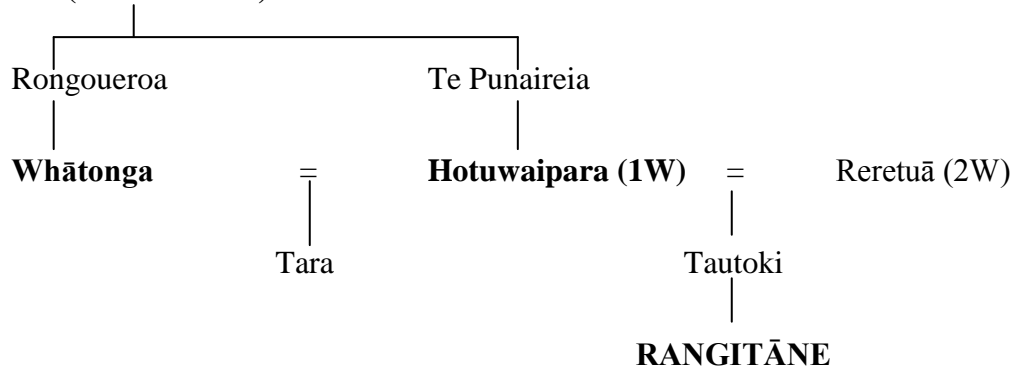 Rongoueroa Te Punaireia
Whātonga = Hotuwaipara (1W) = Reretuā (2W)
Tara Tautoki
RANGITĀNE